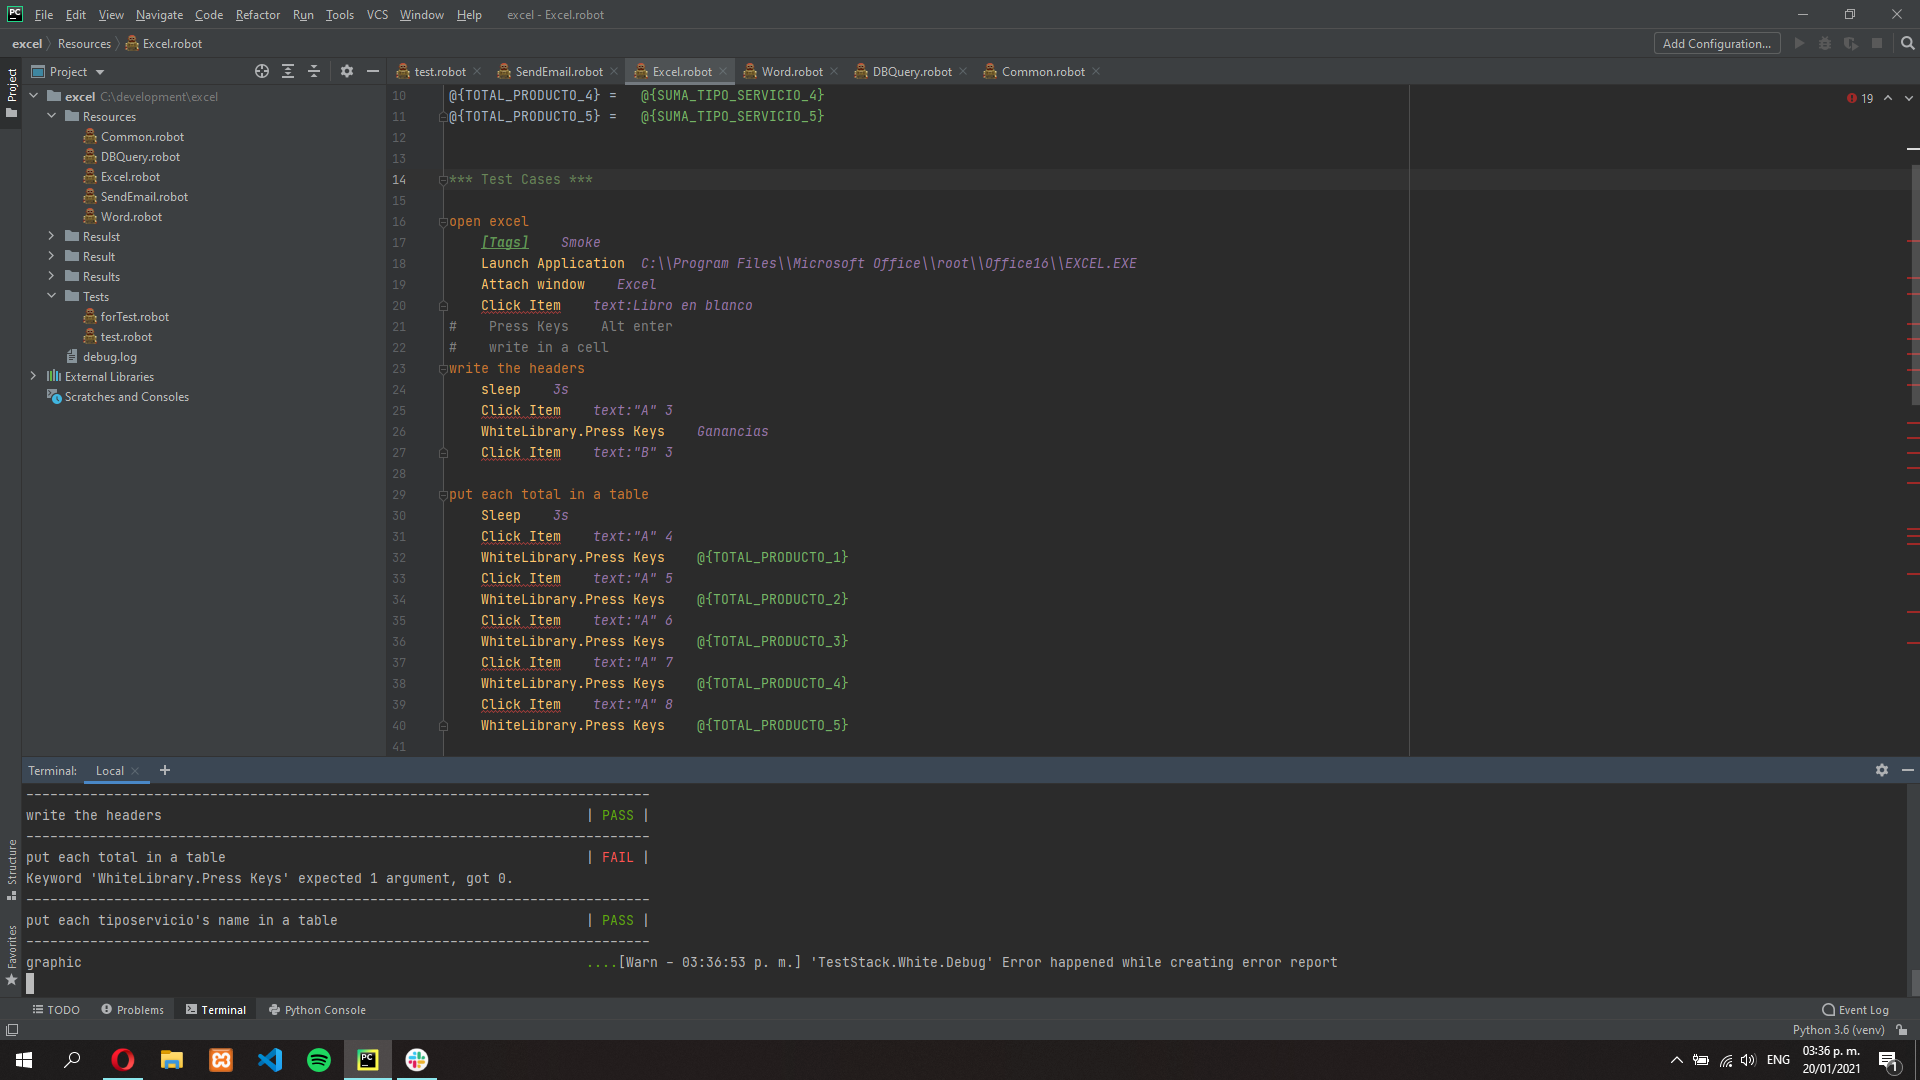 File Edit View Navigate Code Refactor Run Tools VCS Window Help excel - Excel.robot
excel Resources Excel.robot Add Configuration...
Project test.robot SendEmail.robot Excel.robot Word.robot DBQuery.robot Common.robot
Project
excel C:\development\excel
Resources
Common.robot
DBQuery.robot
Excel.robot
SendEmail.robot
Word.robot
Resulst
Result
Results
Tests
forTest.robot
test.robot
debug.log
External Libraries
Scratches and Consoles
19
10 @{TOTAL_PRODUCTO_4} = @{SUMA_TIPO_SERVICIO_4}
11 @{TOTAL_PRODUCTO_5} = @{SUMA_TIPO_SERVICIO_5}
12
13
14 *** Test Cases ***
15
16 open excel
17 [Tags] Smoke
18 Launch Application C:\\Program Files\\Microsoft Office\\root\\Office16\\EXCEL.EXE
19 Attach window Excel
20 Click Item text:Libro en blanco
21 # Press Keys Alt enter
22 # write in a cell
23 write the headers
24 sleep 3s
25 Click Item text:"A" 3
26 WhiteLibrary.Press Keys Ganancias
27 Click Item text:"B" 3
28
29 put each total in a table
30 Sleep 3s
31 Click Item text:"A" 4
32 WhiteLibrary.Press Keys @{TOTAL_PRODUCTO_1}
33 Click Item text:"A" 5
34 WhiteLibrary.Press Keys @{TOTAL_PRODUCTO_2}
35 Click Item text:"A" 6
36 WhiteLibrary.Press Keys @{TOTAL_PRODUCTO_3}
37 Click Item text:"A" 7
38 WhiteLibrary.Press Keys @{TOTAL_PRODUCTO_4}
39 Click Item text:"A" 8
40 WhiteLibrary.Press Keys @{TOTAL_PRODUCTO_5}
41
Terminal: Local +
------------------------------------------------------------------------------
write the headers | PASS |
------------------------------------------------------------------------------
put each total in a table | FAIL |
Keyword 'WhiteLibrary.Press Keys' expected 1 argument, got 0.
------------------------------------------------------------------------------
put each tiposervicio's name in a table | PASS |
------------------------------------------------------------------------------
graphic ....[Warn - 03:36:53 p. m.] 'TestStack.White.Debug' Error happened while creating error report
Structure
Favorites
TODO Problems Terminal Python Console Event Log
Python 3.6 (venv)
ENG 03:36 p. m.
20/01/2021
1